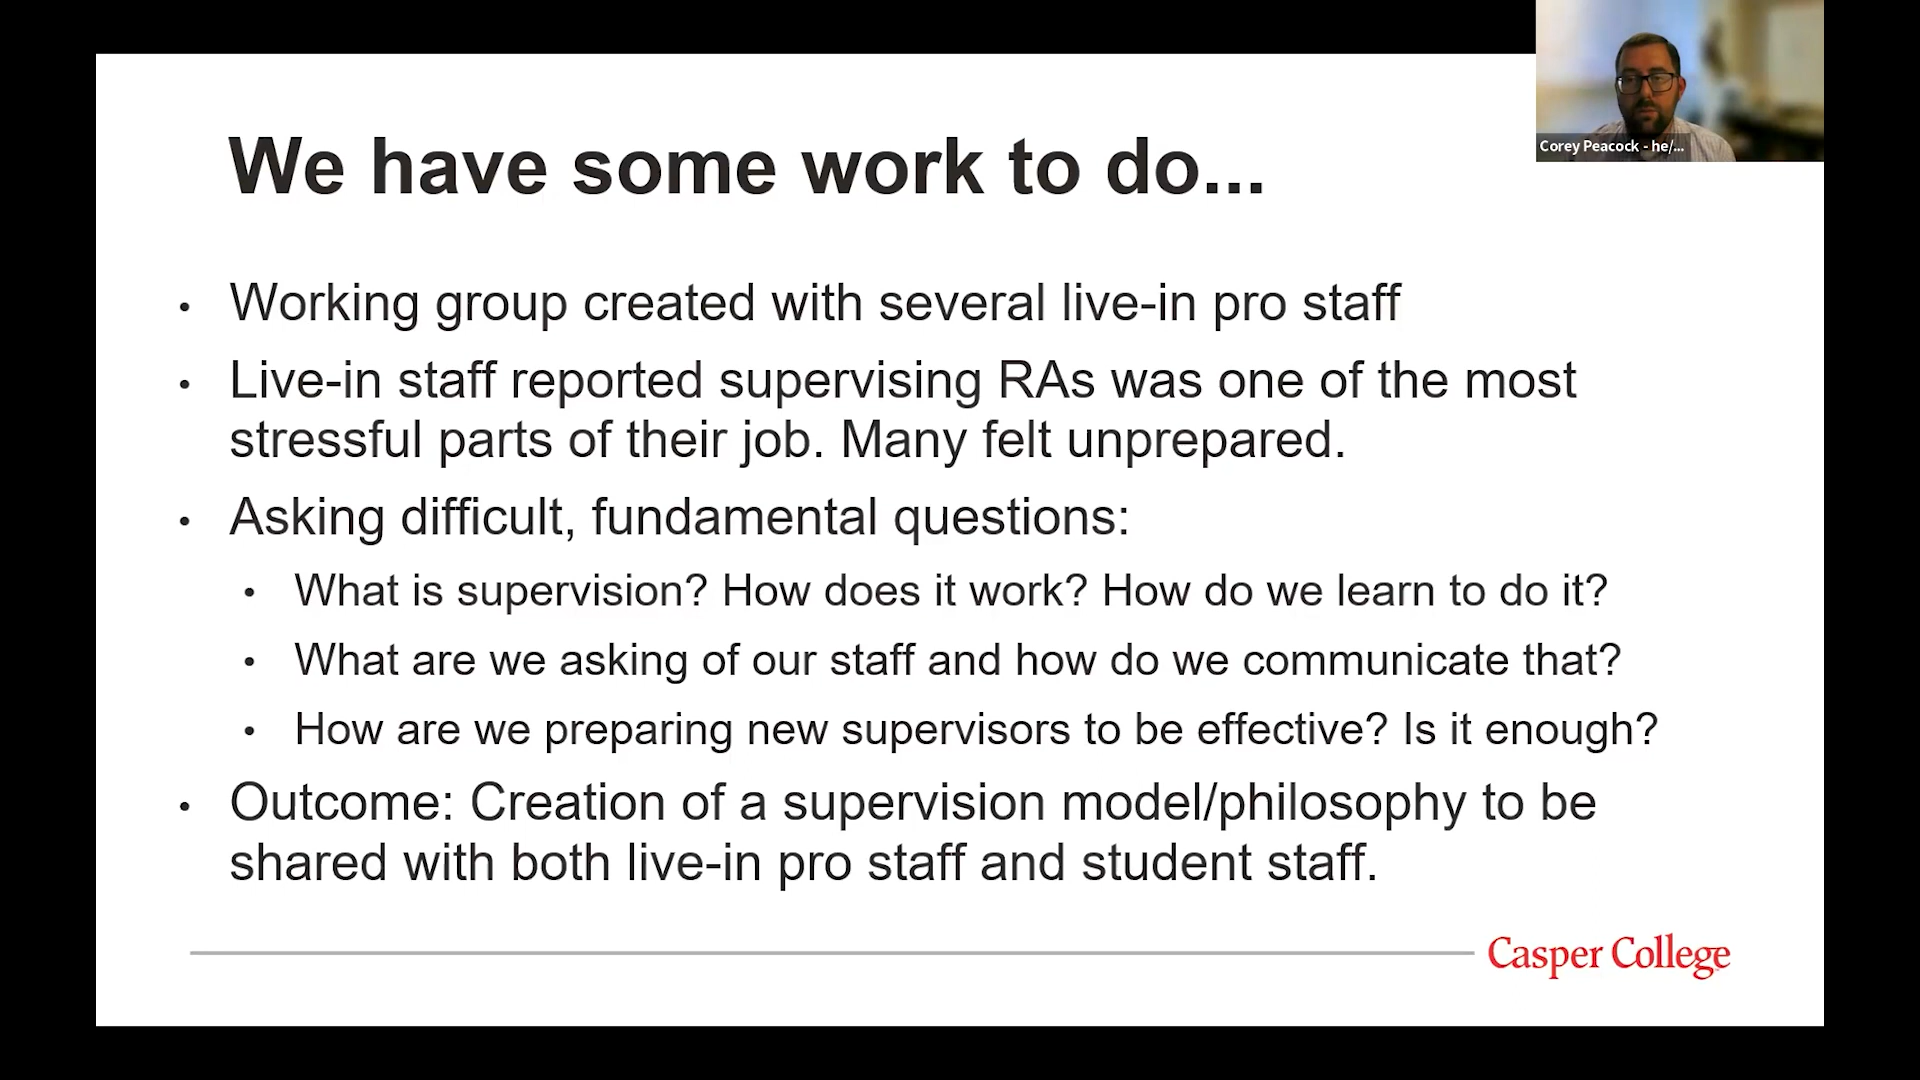 We have some work to do...
Corey Peacock - he/...
• Working group created with several live-in pro staff
• Live-in staff reported supervising RAs was one of the most
stressful parts of their job. Many felt unprepared.
• Asking difficult, fundamental questions:
• What is supervision? How does it work? How do we learn to do it?
• What are we asking of our staff and how do we communicate that?
• How are we preparing new supervisors to be effective? Is it enough?
• Outcome: Creation of a supervision model/philosophy to be
shared with both live-in pro staff and student staff.
Casper College